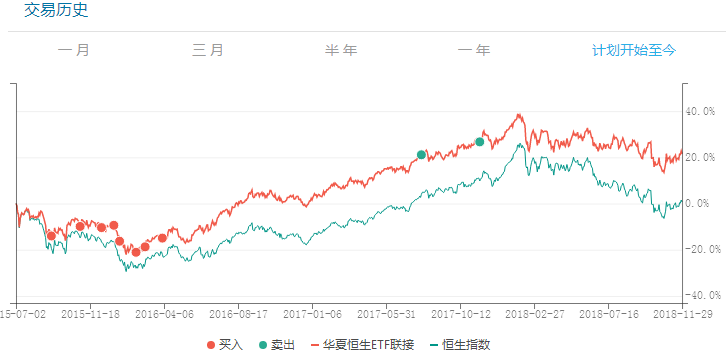 交易历史
一 月 三 月 半 年 一 年 计划开始至今
40.0%
20.0%
0.0%
-20.0%
-40.0%
15-07-02 2015-11-18 2016-04-06 2016-08-17 2017-01-06 2017-05-31 2017-10-12 2018-02-27 2018-07-16 2018-11-29
买入 卖出 华夏恒生ETF联接 恒生指数